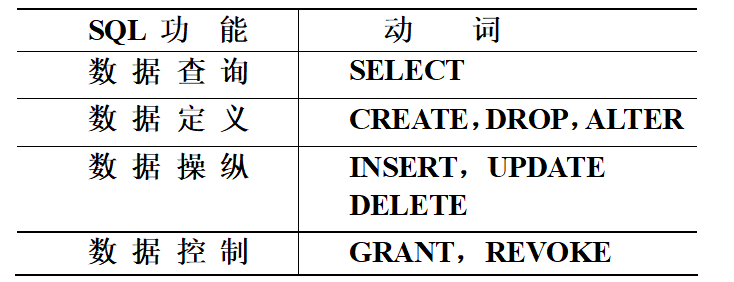 SQL 功 能 动 词
数 据 查 询 SELECT
数 据 定 义 CREATE，DROP，ALTER
数 据 操 纵 INSERT， UPDATE
DELETE
数 据 控 制 GRANT， REVOKE